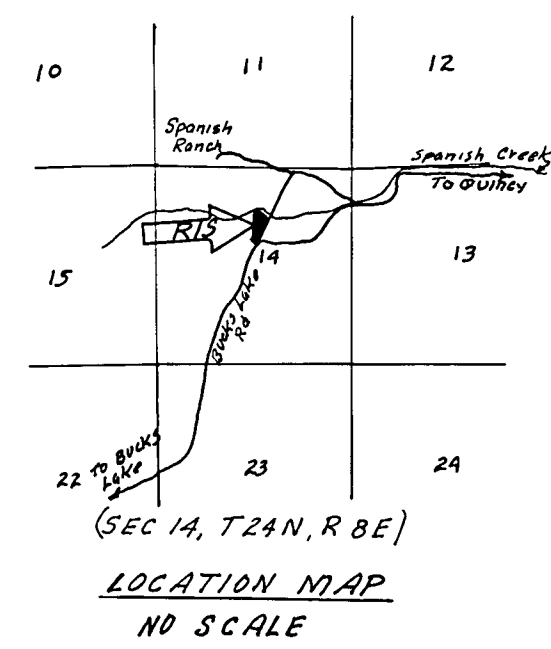 10
11
12
Spanish
Ranch
Spanish Creek
To Quincy
RIS
14
13
15
Bucks Lake
Rd
To Bucks
Lake
22
23
24
(SEC 14, T24N, R 8E)
LOCATION MAP
NO SCALE